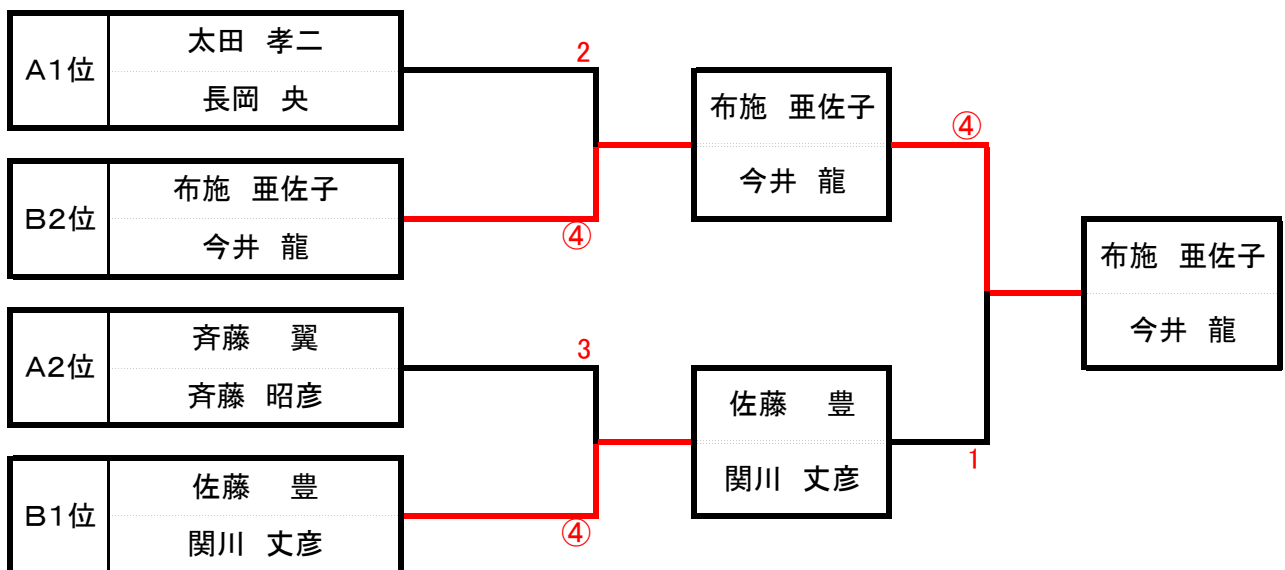 A1位
太田 孝二
長岡 央
2
B2位
布施 亜佐子
今井 龍
④
布施 亜佐子
今井 龍
④
A2位
斉藤 翼
斉藤 昭彦
3
B1位
佐藤 豊
関川 丈彦
④
佐藤 豊
関川 丈彦
1
布施 亜佐子
今井 龍